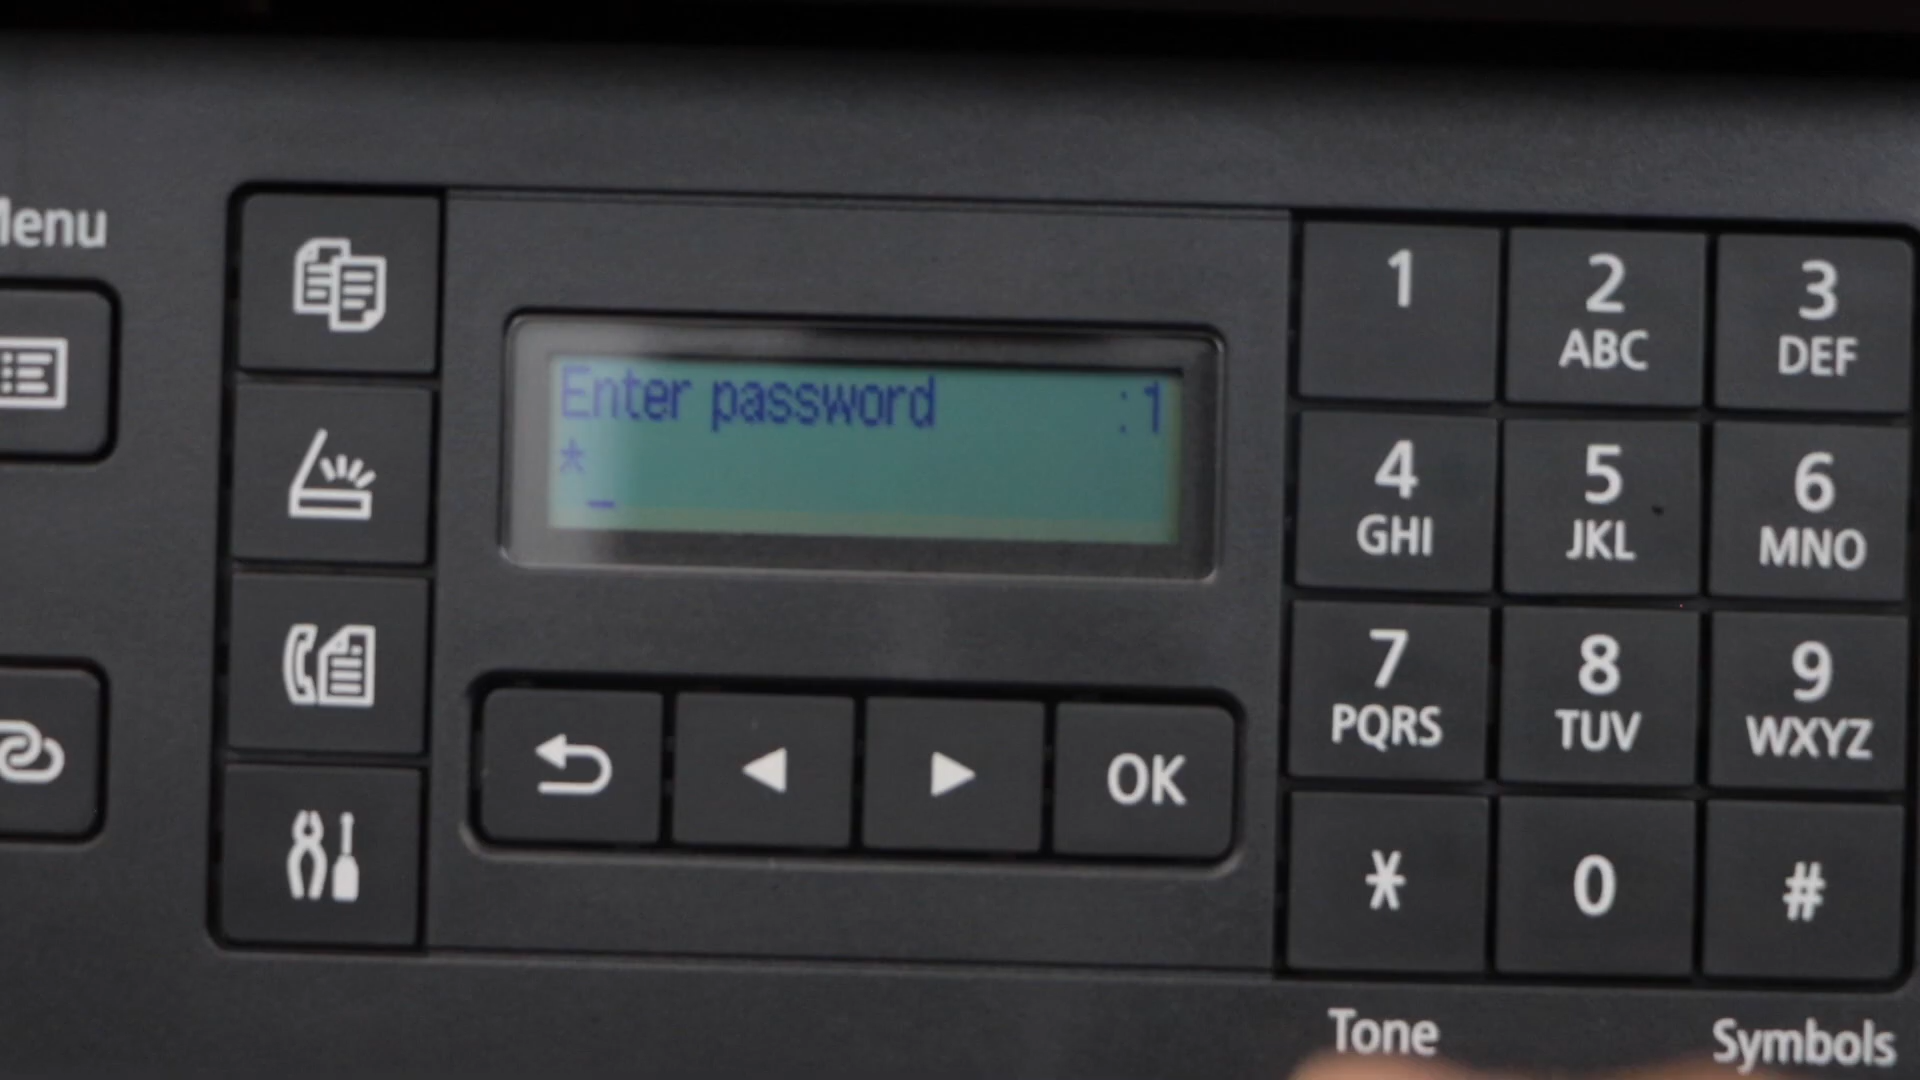 Menu
Enter password :1
*_
OK
1
2
ABC
3
DEF
4
GHI
5
JKL
6
MNO
7
PQRS
8
TUV
9
WXYZ
*
0
#
Tone
Symbols